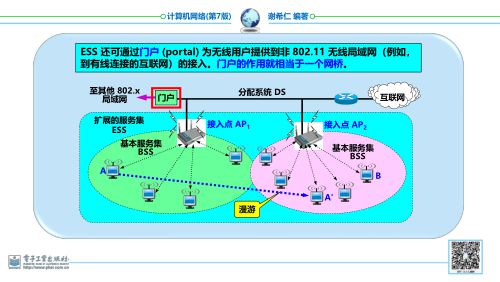 计算机网络(第7版)
谢希仁 编著
ESS 还可通过门户 (portal) 为无线用户提供到非 802.11 无线局域网（例如，
到有线连接的互联网）的接入。门户的作用就相当于一个网桥。
至其他 802.x
局域网
门户
分配系统 DS
互联网
扩展的服务集
ESS
接入点 AP1
接入点 AP2
基本服务集
BSS
基本服务集
BSS
A
B
A'
漫游
电子工业出版社
http://www.phei.com.cn